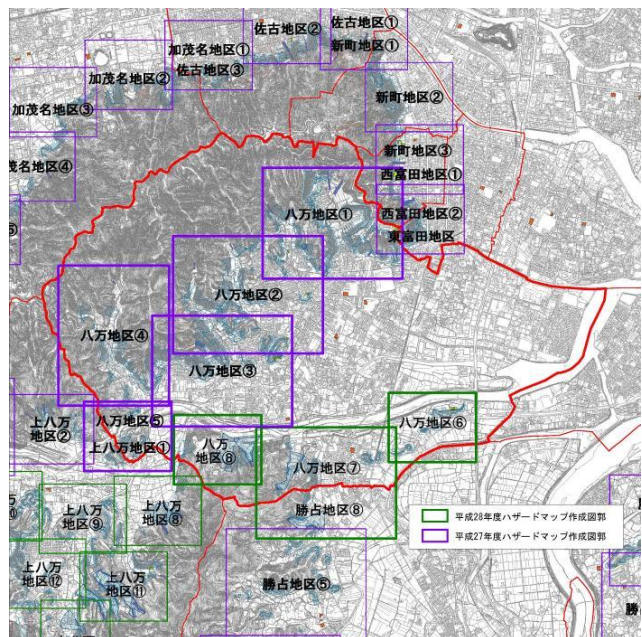 佐古地区②
佐古地区①
新町地区①
加茂名地区①
佐古地区③
加茂名地区②
加茂名地区③
新町地区②
茂名地区④
新町地区③
西富田地区①
八万地区①
西富田地区②
東富田地区
八万地区②
八万地区④
八万地区③
上八万
地区②
八万地区⑤
上八万地区①
八万
地区⑧
八万地区⑥
八万地区⑦
勝占地区⑧
上八万
地区⑨
上八万
地区⑧
平成28年度ハザードマップ作成図郭
平成27年度ハザードマップ作成図郭
上八万
地区⑫
上八万
地区⑪
勝占地区⑤
勝